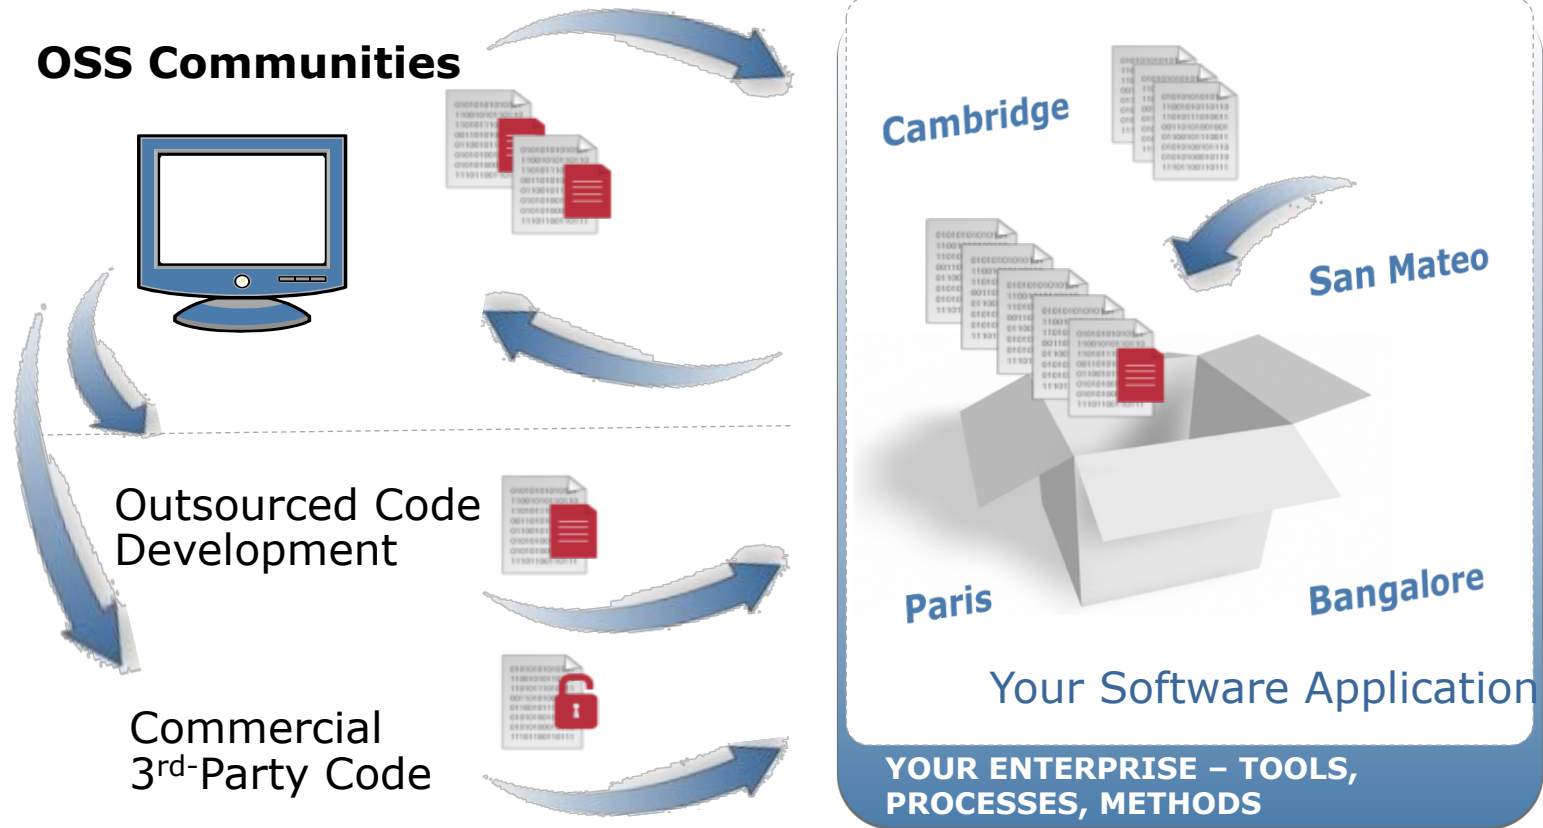 OSS Communities
Outsourced Code
Development
Commercial
3rd-Party Code
Cambridge
San Mateo
Paris
Bangalore
Your Software Application
YOUR ENTERPRISE – TOOLS,
PROCESSES, METHODS